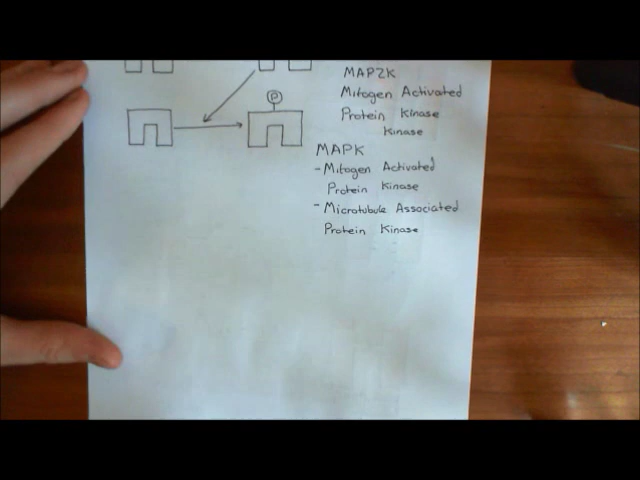 MAP2K
Mitogen Activated
Protein Kinase
Kinase
P
MAPK
- Mitogen Activated
Protein Kinase
- Microtubule Associated
Protein Kinase